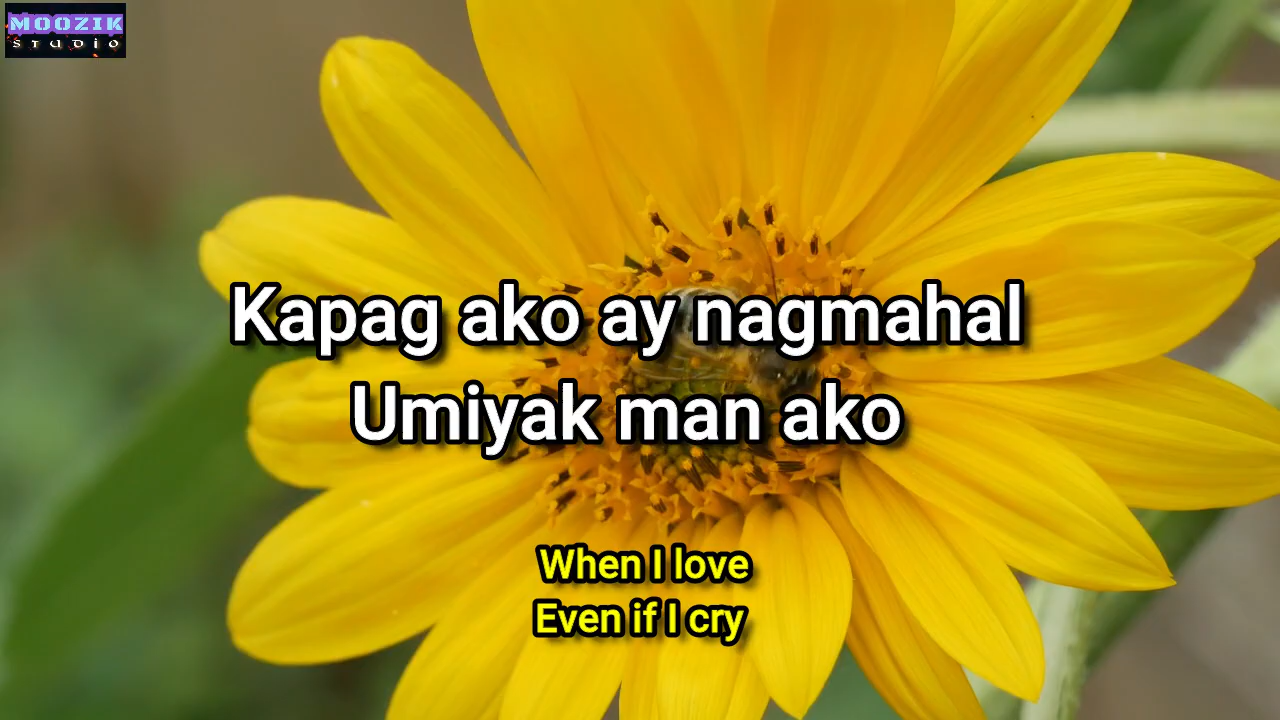 MOOZIK
STUDIO
Kapag ako ay nagmahal
Umiyak man ako
When I love
Even if I cry